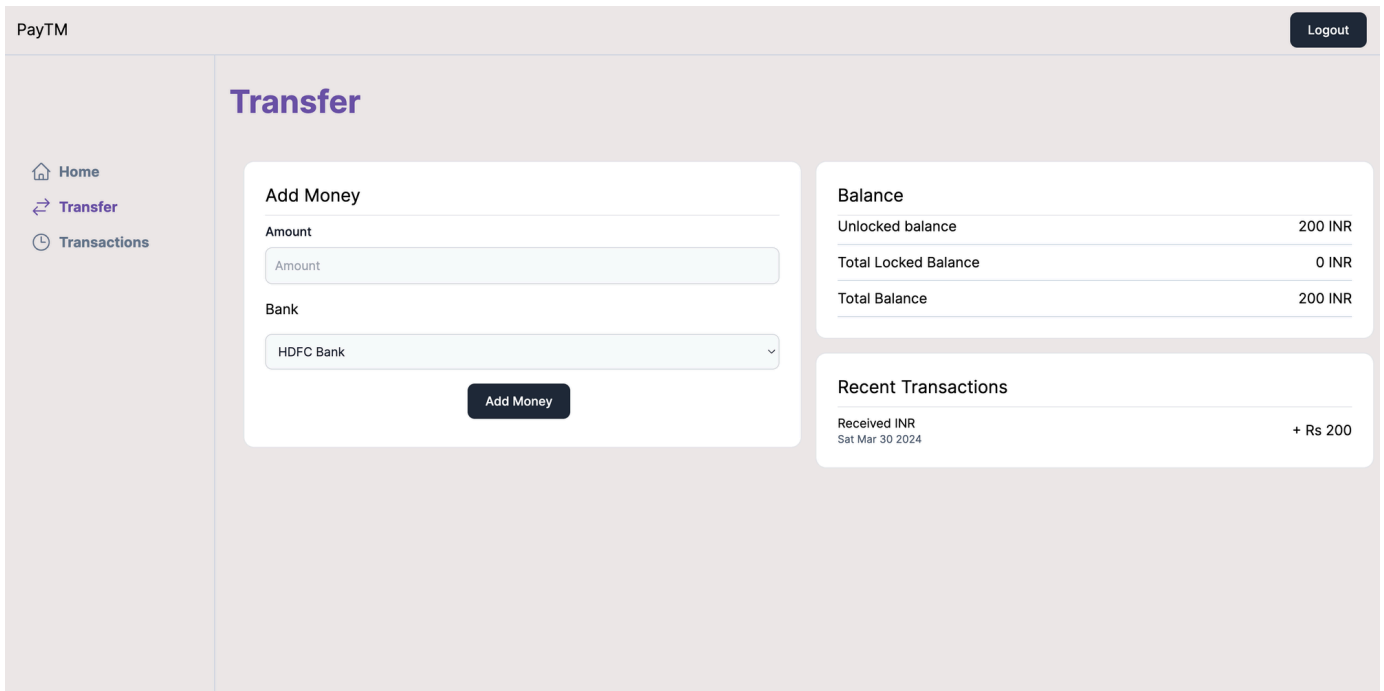 PayTM
Logout
Transfer
Home
Transfer
Transactions
Add Money
Amount
Amount
Bank
HDFC Bank
Add Money
Balance
Unlocked balance 200 INR
Total Locked Balance 0 INR
Total Balance 200 INR
Recent Transactions
Received INR
Sat Mar 30 2024
+ Rs 200